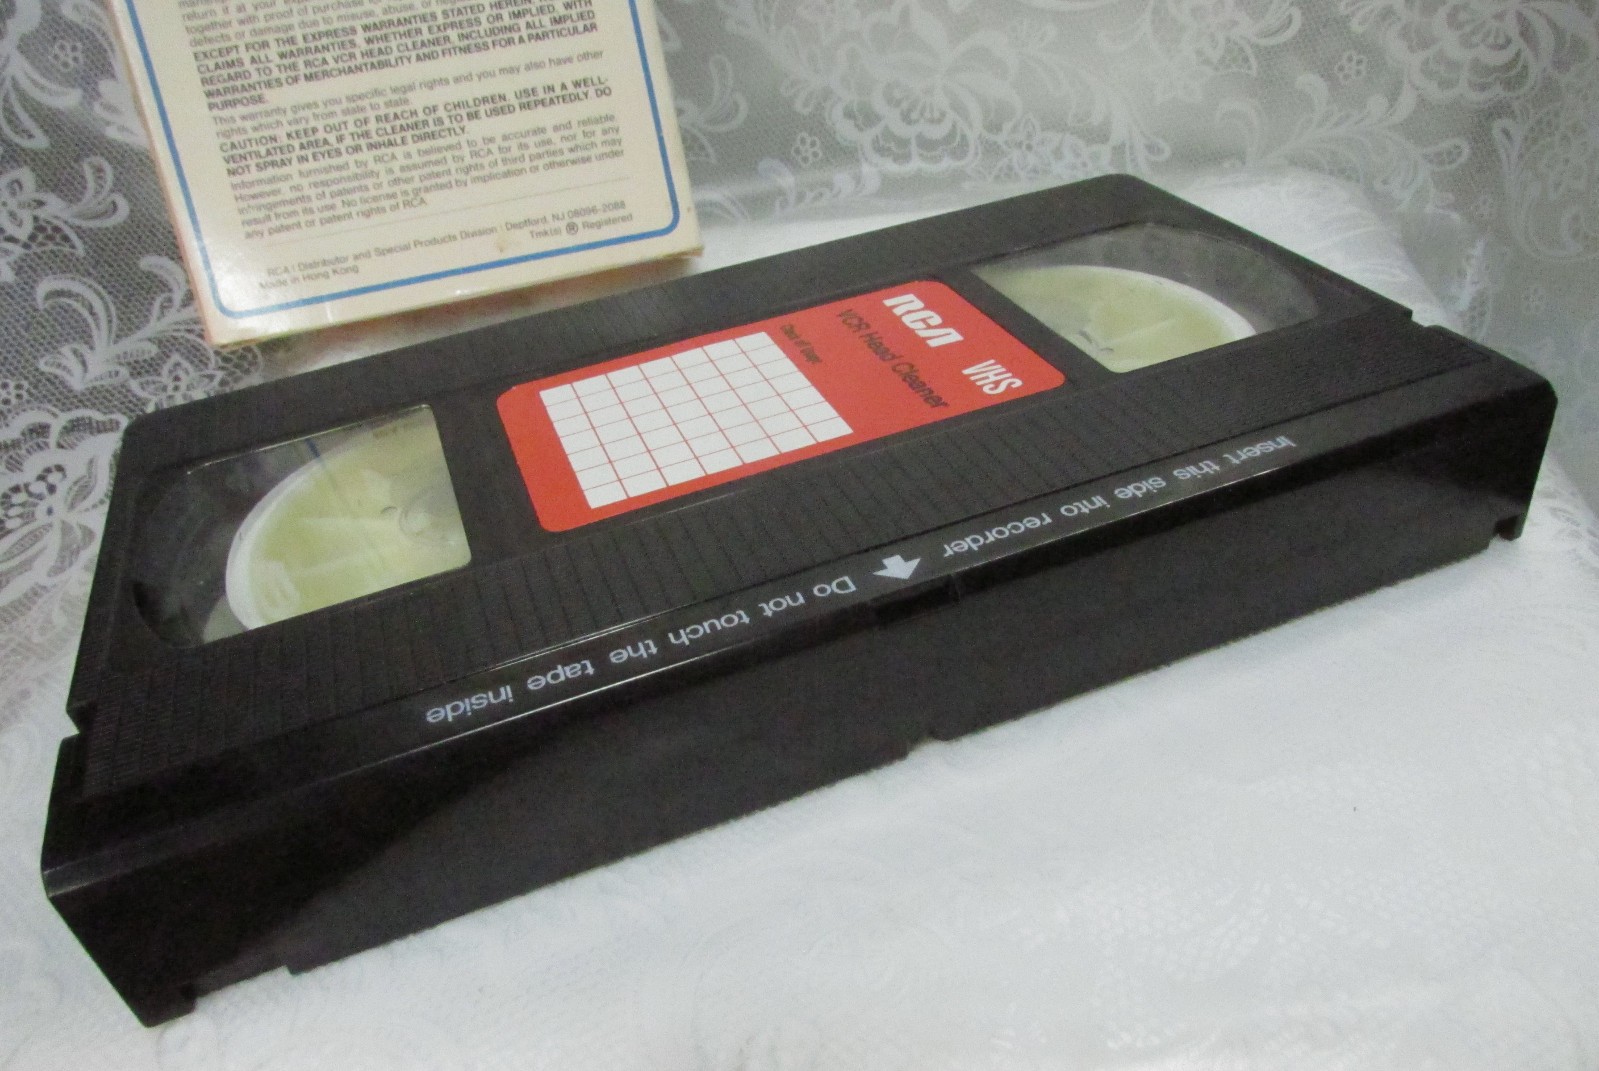 return it at your
together with proof of purchase
defects or damage due to misuse, abuse, or
EXCEPT FOR THE EXPRESS WARRANTIES STATED HEREIN,
CLAIMS ALL WARRANTIES, WHETHER EXPRESS OR IMPLIED, WITH
REGARD TO THE RCA VCR HEAD CLEANER, INCLUDING ALL IMPLIED
WARRANTIES OF MERCHANTABILITY AND FITNESS FOR A PARTICULAR
PURPOSE.
This warranty gives you specific legal rights and you may also have other
rights which vary from state to state.
CAUTION: KEEP OUT OF REACH OF CHILDREN. USE IN A WELL-
VENTILATED AREA, IF THE CLEANER IS TO BE USED REPEATEDLY. DO
NOT SPRAY IN EYES OR INHALE DIRECTLY.
Information furnished by RCA is believed to be accurate and reliable.
However, no responsibility is assumed by RCA for its use, nor for any
infringements of patents or other patent rights of third parties which may
result from its use. No license is granted by implication or otherwise under
any patent or patent rights of RCA.
RCA | Distributor and Special Products Division | Deptford, NJ 08096-2088
Made in Hong Kong
Tmk(s) ® Registered
RCA VHS
VCR Head Cleaner
Insert this side into recorder
Do not touch the tape inside